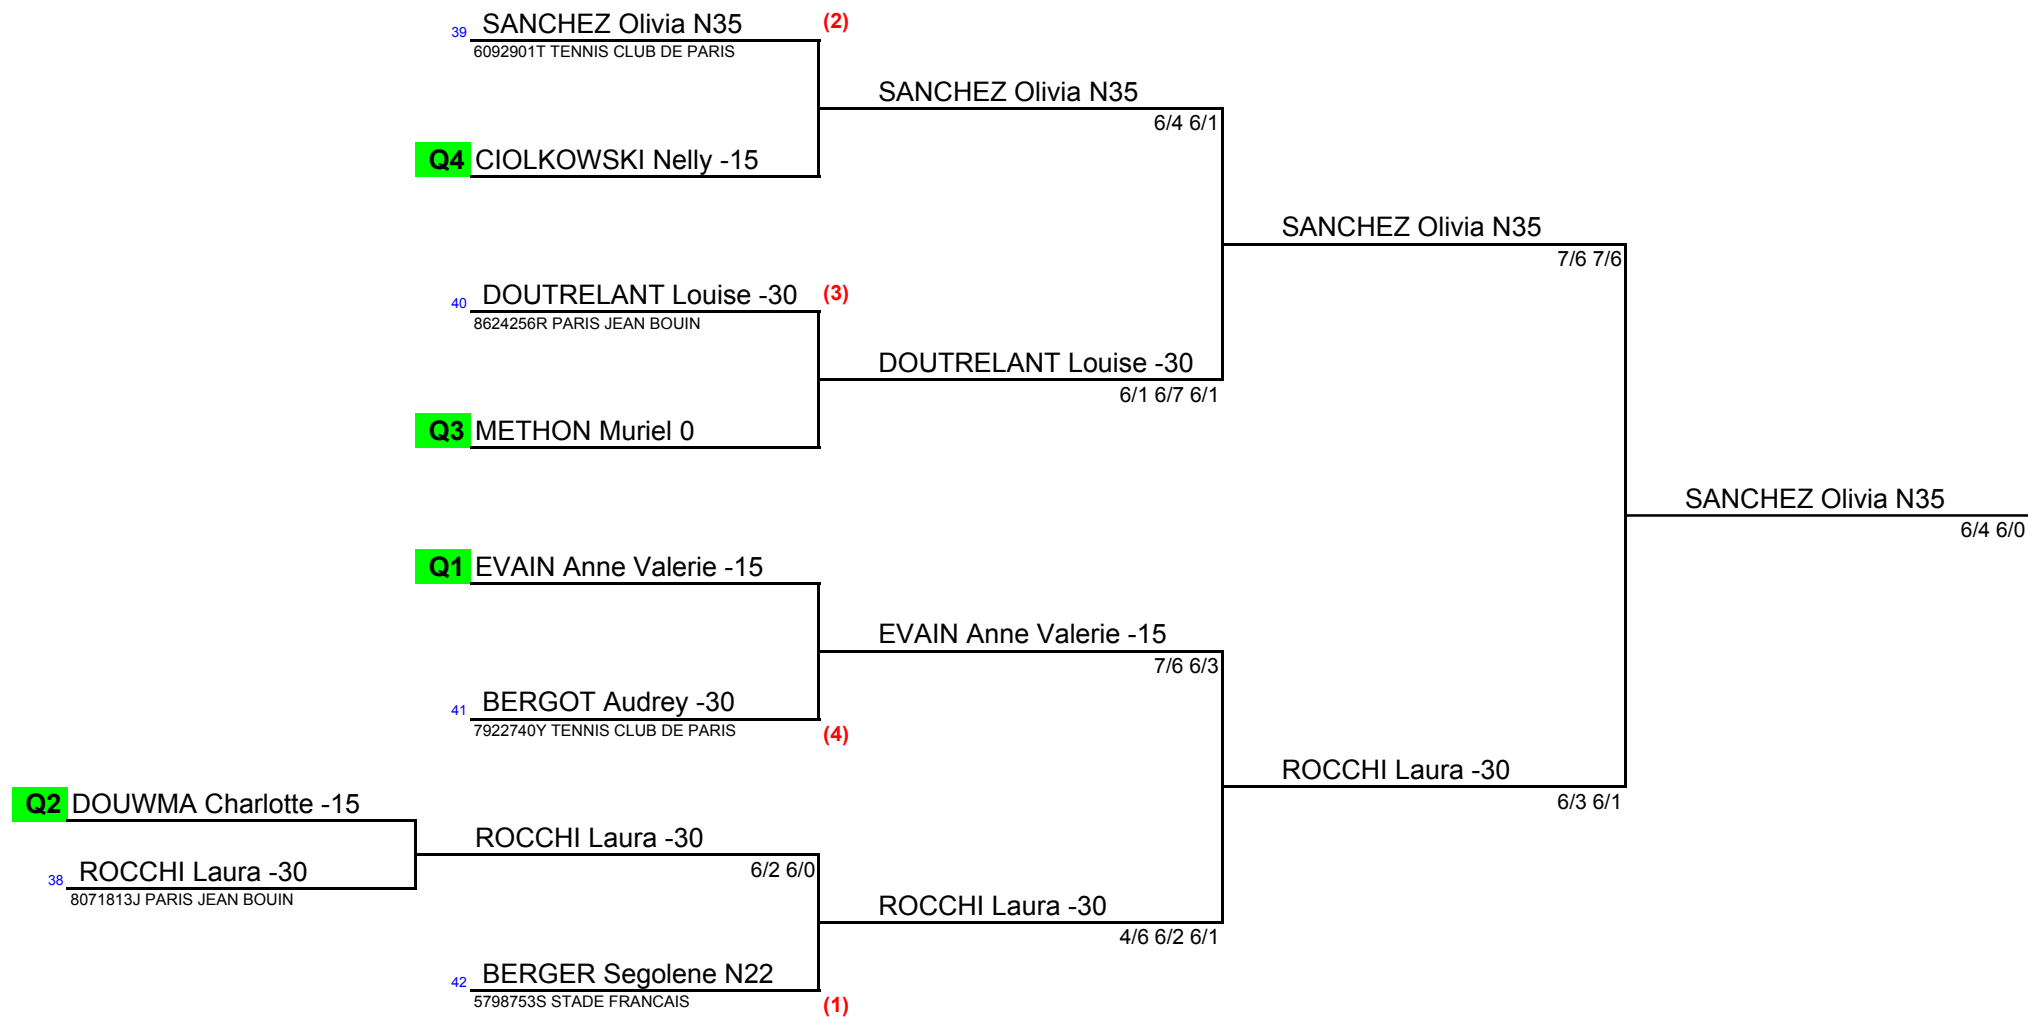 39 SANCHEZ Olivia N35 (2)
6092901T TENNIS CLUB DE PARIS
SANCHEZ Olivia N35
6/4 6/1
Q4 CIOLKOWSKI Nelly -15
SANCHEZ Olivia N35
7/6 7/6
40 DOUTRELANT Louise -30 (3)
8624256R PARIS JEAN BOUIN
DOUTRELANT Louise -30
6/1 6/7 6/1
Q3 METHON Muriel 0
SANCHEZ Olivia N35
6/4 6/0
Q1 EVAIN Anne Valerie -15
EVAIN Anne Valerie -15
7/6 6/3
41 BERGOT Audrey -30
7922740Y TENNIS CLUB DE PARIS (4)
ROCCHI Laura -30
6/3 6/1
Q2 DOUWMA Charlotte -15
ROCCHI Laura -30
6/2 6/0
38 ROCCHI Laura -30
8071813J PARIS JEAN BOUIN
ROCCHI Laura -30
4/6 6/2 6/1
42 BERGER Segolene N22
5798753S STADE FRANCAIS (1)